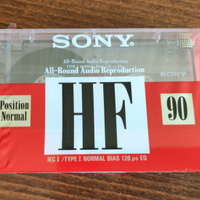 SONY.
All-Round Audio Reproduction
SONY
All-Round Audio Reproduction
Position
Normal
HF
90
IEC I /TYPE I NORMAL BIAS 120 µs EQ